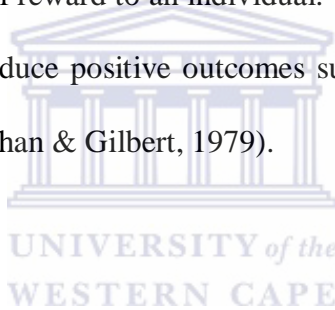 reward to an individual.
duce positive outcomes su
han & Gilbert, 1979).
UNIVERSITY of the
WESTERN CAPE